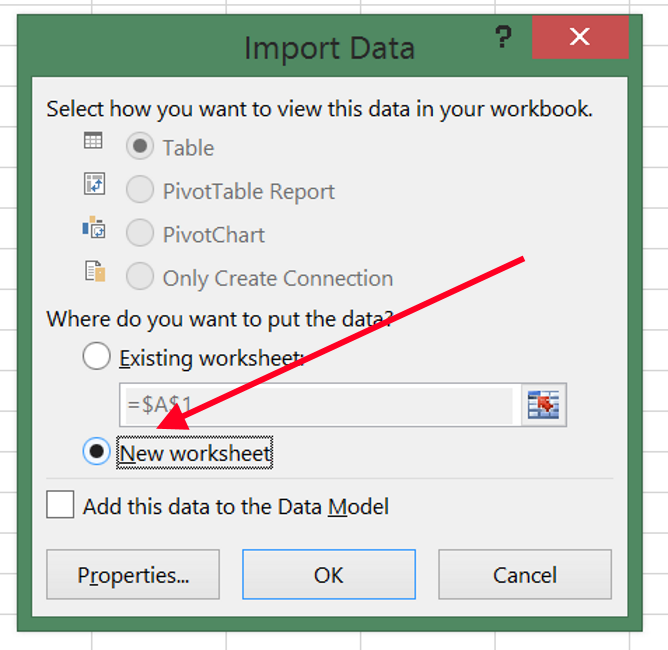 Import Data
?
Select how you want to view this data in your workbook.
Table
PivotTable Report
PivotChart
Only Create Connection
Where do you want to put the data?
Existing worksheet:
=$A$1
New worksheet
Add this data to the Data Model
Properties... OK Cancel